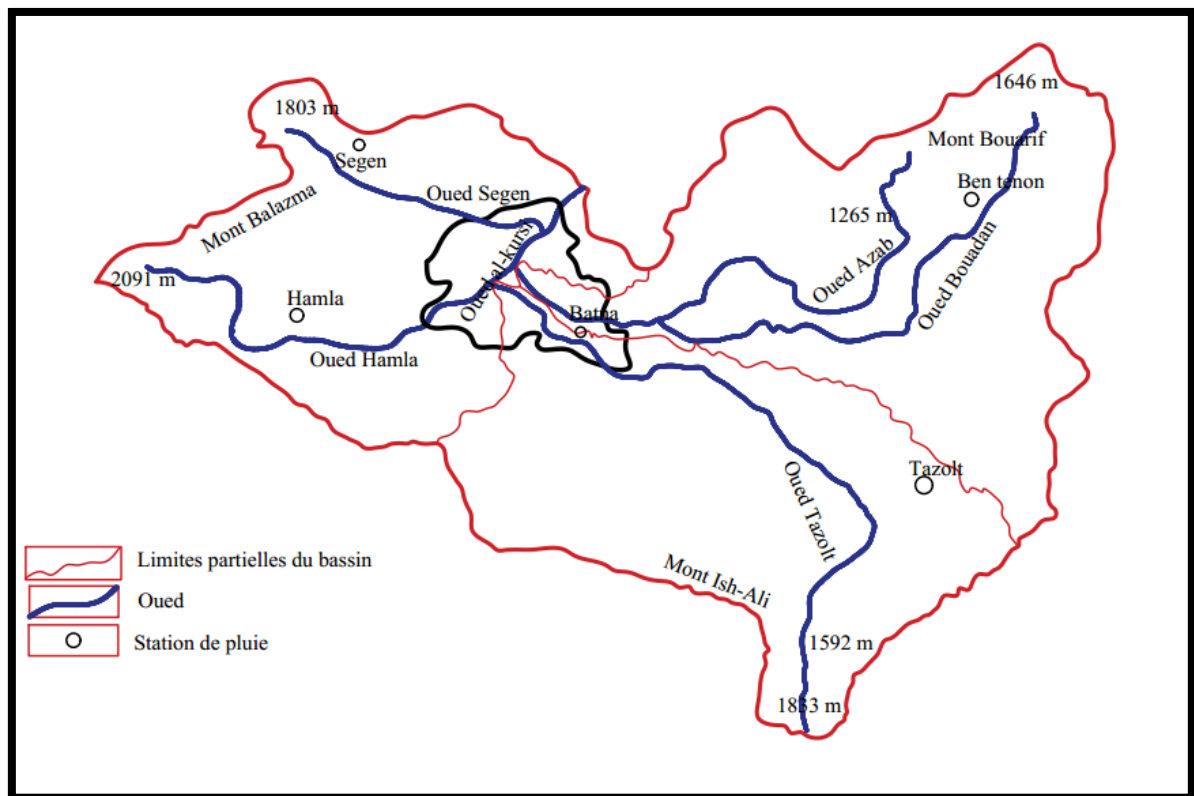 1646 m
1803 m
Mont Bouarif
Segen
Ben tenon
Oued Segen
Mont Balazma
1265 m
Oued al-kursi
Oued Azab
Oued Bouadan
2091 m
Hamla
Batna
Oued Hamla
Tazolt
Oued Tazolt
Mont Ish-Ali
1592 m
1833 m
Limites partielles du bassin
Oued
Station de pluie